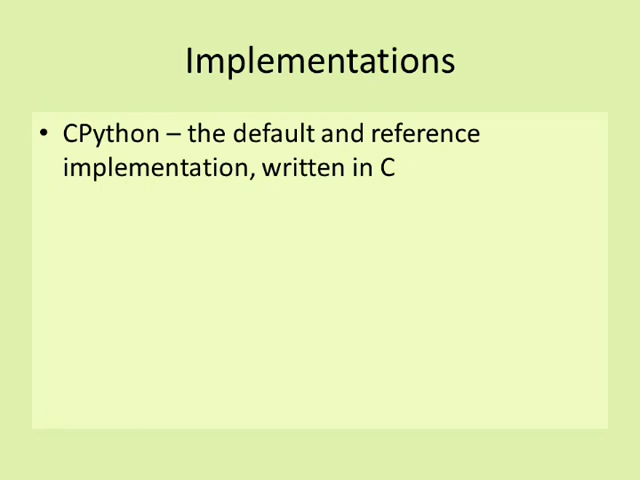 Implementations
• CPython – the default and reference
implementation, written in C